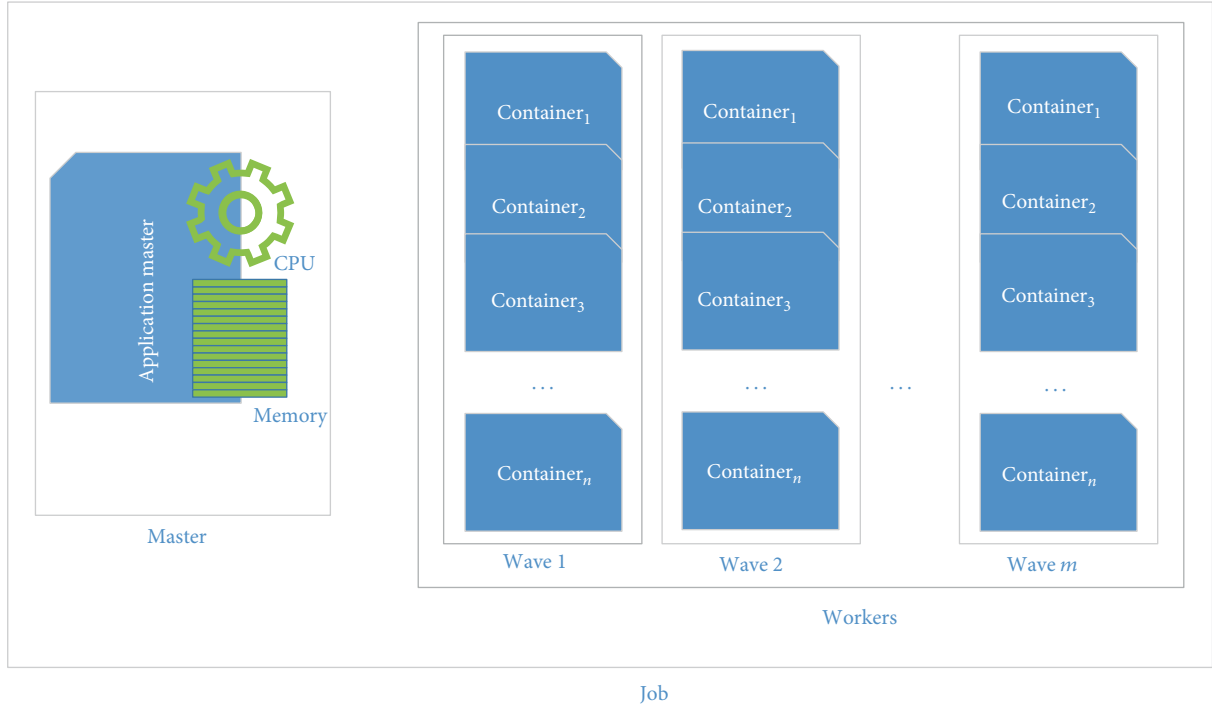 Application master
CPU
Memory
Master
Container₁
Container₂
Container₃
...
Containerₙ
Wave 1
Container₁
Container₂
Container₃
...
Containerₙ
Wave 2
...
Container₁
Container₂
Container₃
...
Containerₙ
Wave m
Workers
Job